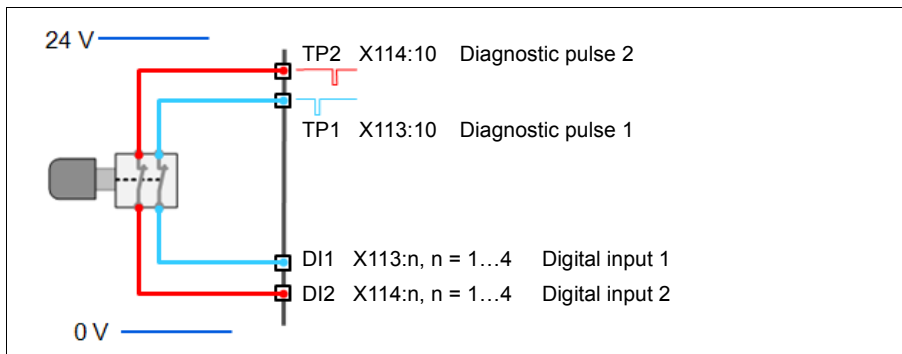 24 V
TP2 X114:10 Diagnostic pulse 2
TP1 X113:10 Diagnostic pulse 1
DI1 X113:n, n = 1…4 Digital input 1
DI2 X114:n, n = 1…4 Digital input 2
0 V